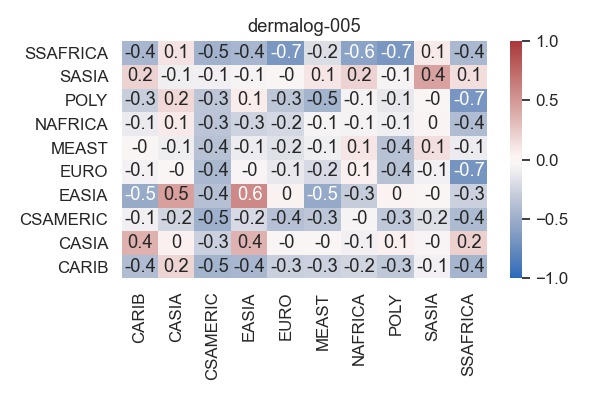 dermalog-005
SSAFRICA -0.4 0.1 -0.5 -0.4 -0.7 -0.2 -0.6 -0.7 0.1 -0.4
SASIA 0.2 -0.1 -0.1 -0.1 -0 0.1 0.2 -0.1 0.4 0.1
POLY -0.3 0.2 -0.3 0.1 -0.3 -0.5 -0.1 -0.1 -0 -0.7
NAFRICA -0.1 0.1 -0.3 -0.3 -0.2 -0.1 -0.1 -0.1 0 -0.4
MEAST -0 -0.1 -0.4 -0.1 -0.2 -0.1 0.1 -0.4 0.1 -0.1
EURO -0.1 -0 -0.4 -0 -0.1 -0.2 0.1 -0.4 -0.1 -0.7
EASIA -0.5 0.5 -0.4 0.6 0 -0.5 -0.3 0 -0 -0.3
CSAMERIC -0.1 -0.2 -0.5 -0.2 -0.4 -0.3 -0 -0.3 -0.2 -0.4
CASIA 0.4 0 -0.3 0.4 -0 -0 -0.1 0.1 -0 0.2
CARIB -0.4 0.2 -0.5 -0.4 -0.3 -0.3 -0.2 -0.3 -0.1 -0.4
CARIB CASIA CSAMERIC EASIA EURO MEAST NAFRICA POLY SASIA SSAFRICA
1.0
0.5
0.0
−0.5
−1.0